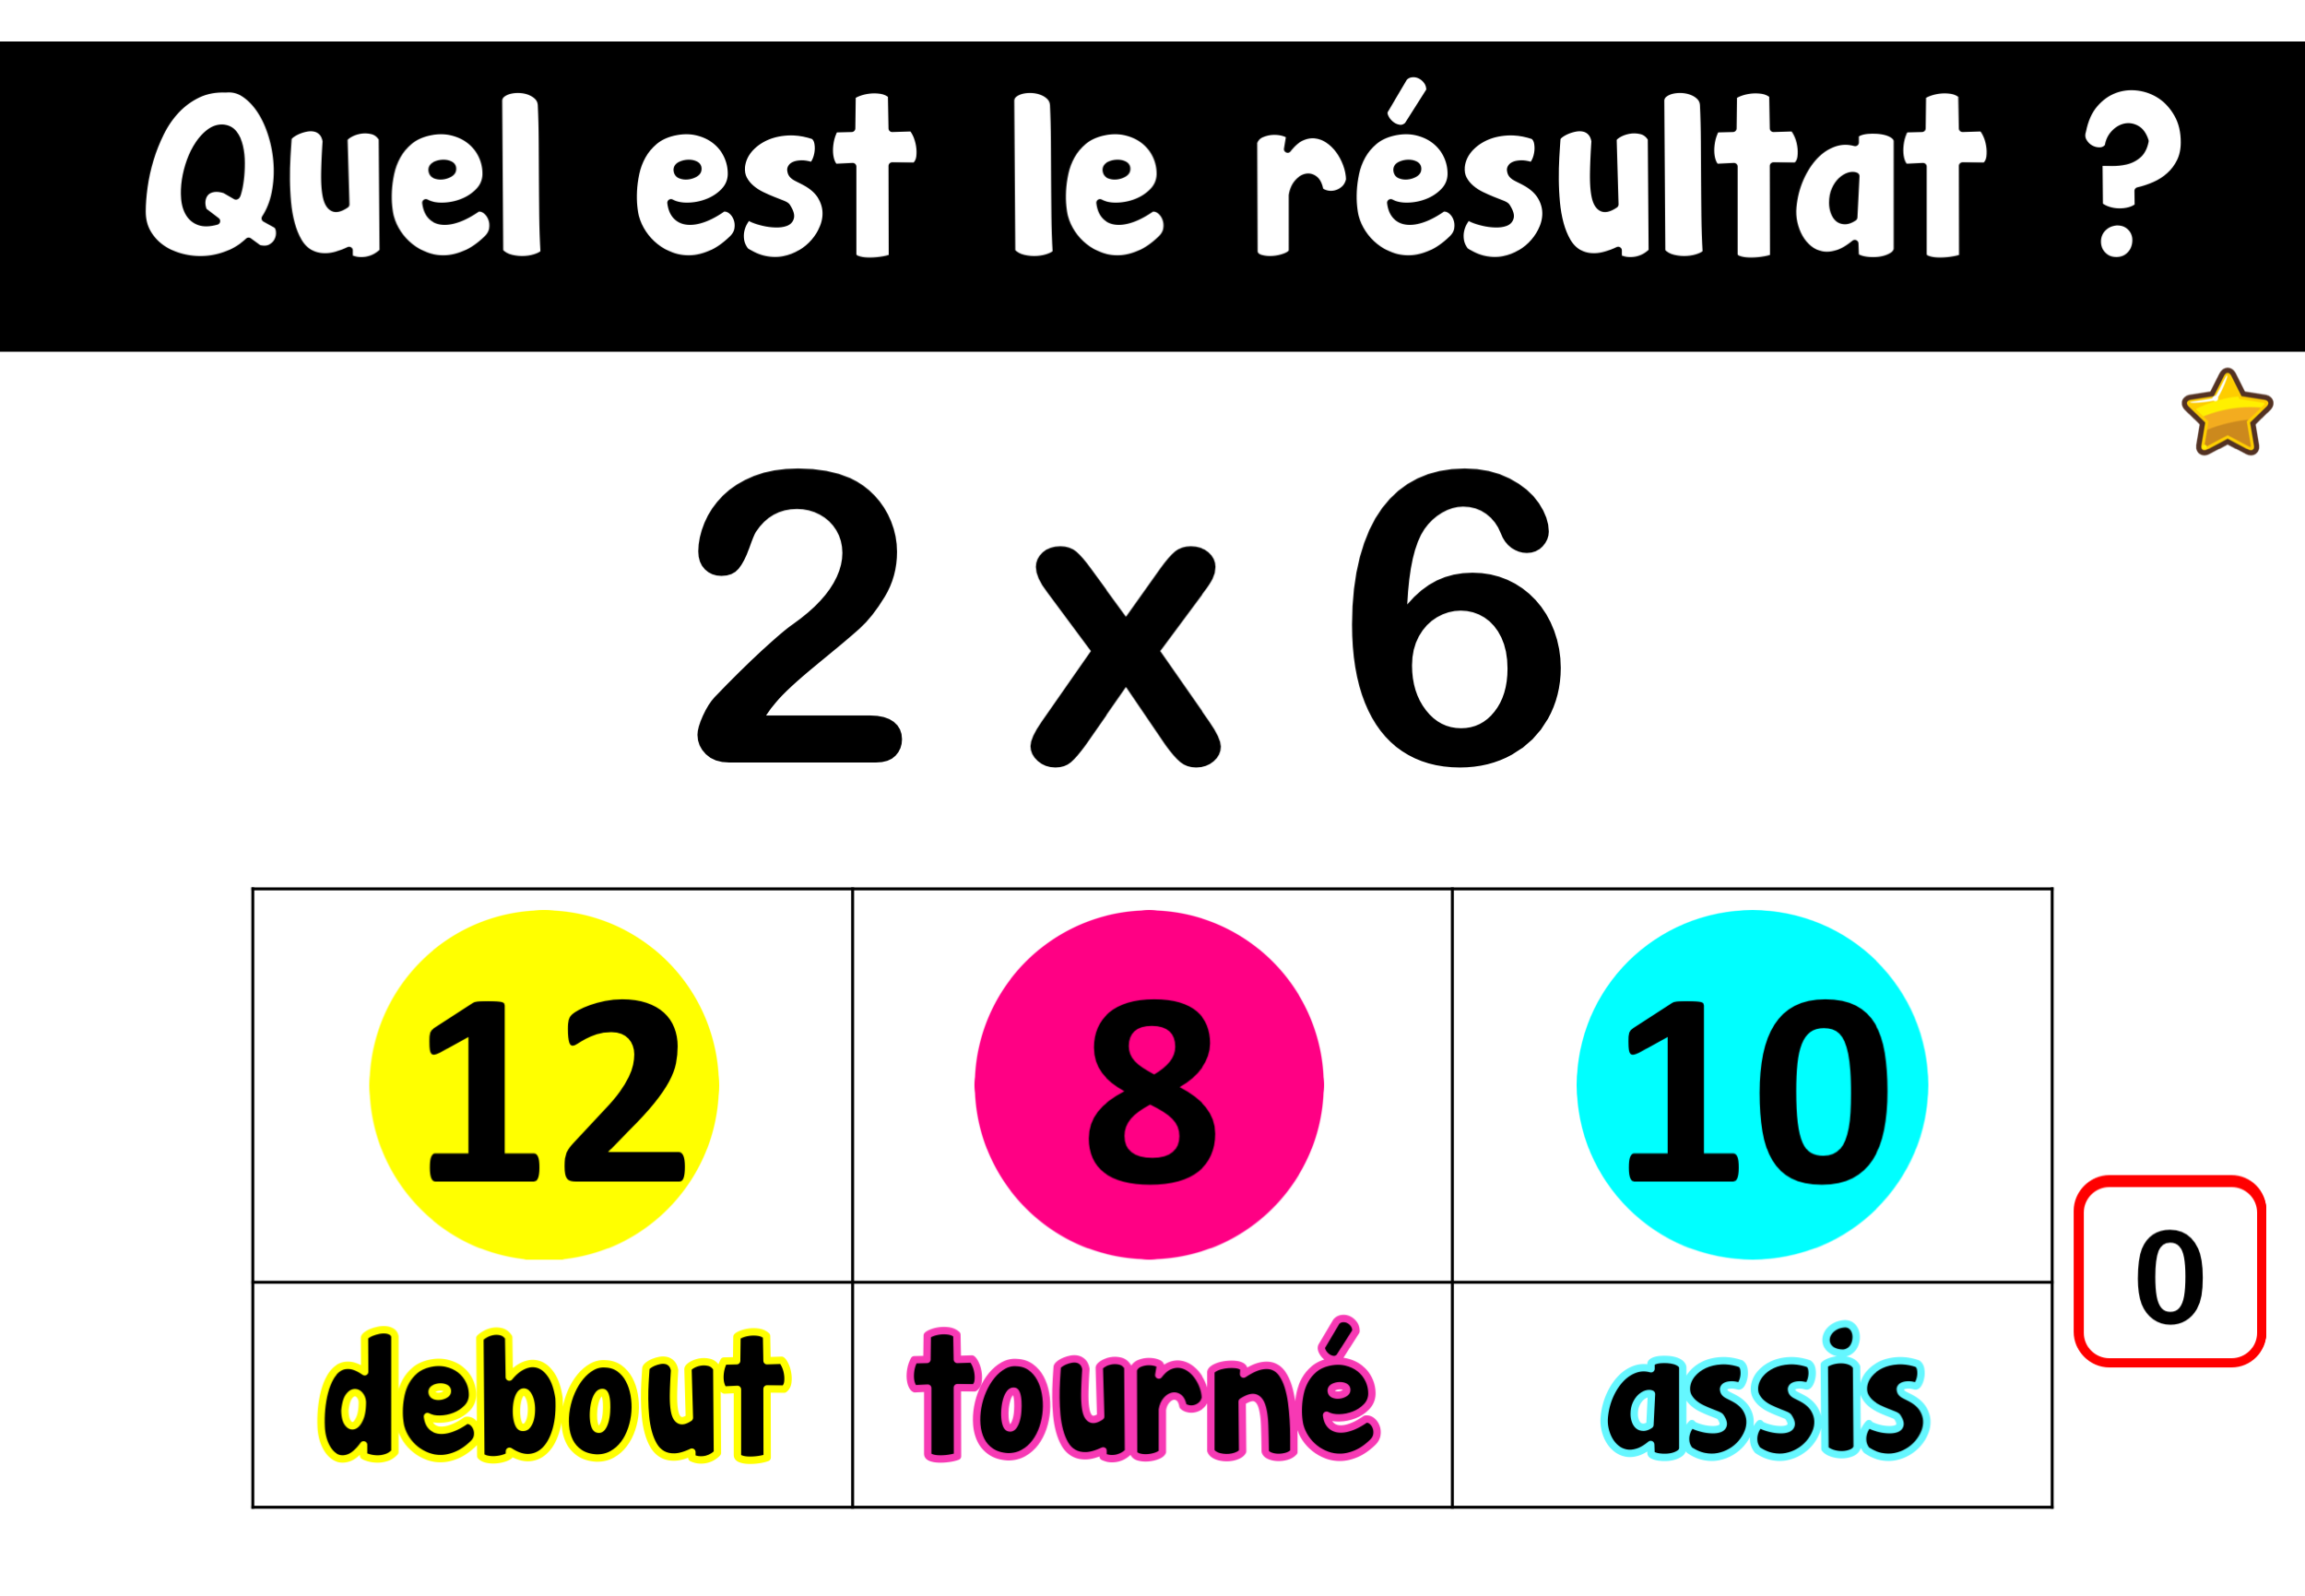 Quel est le résultat ?
2 x 6
12 8 10
0
debout tourné assis